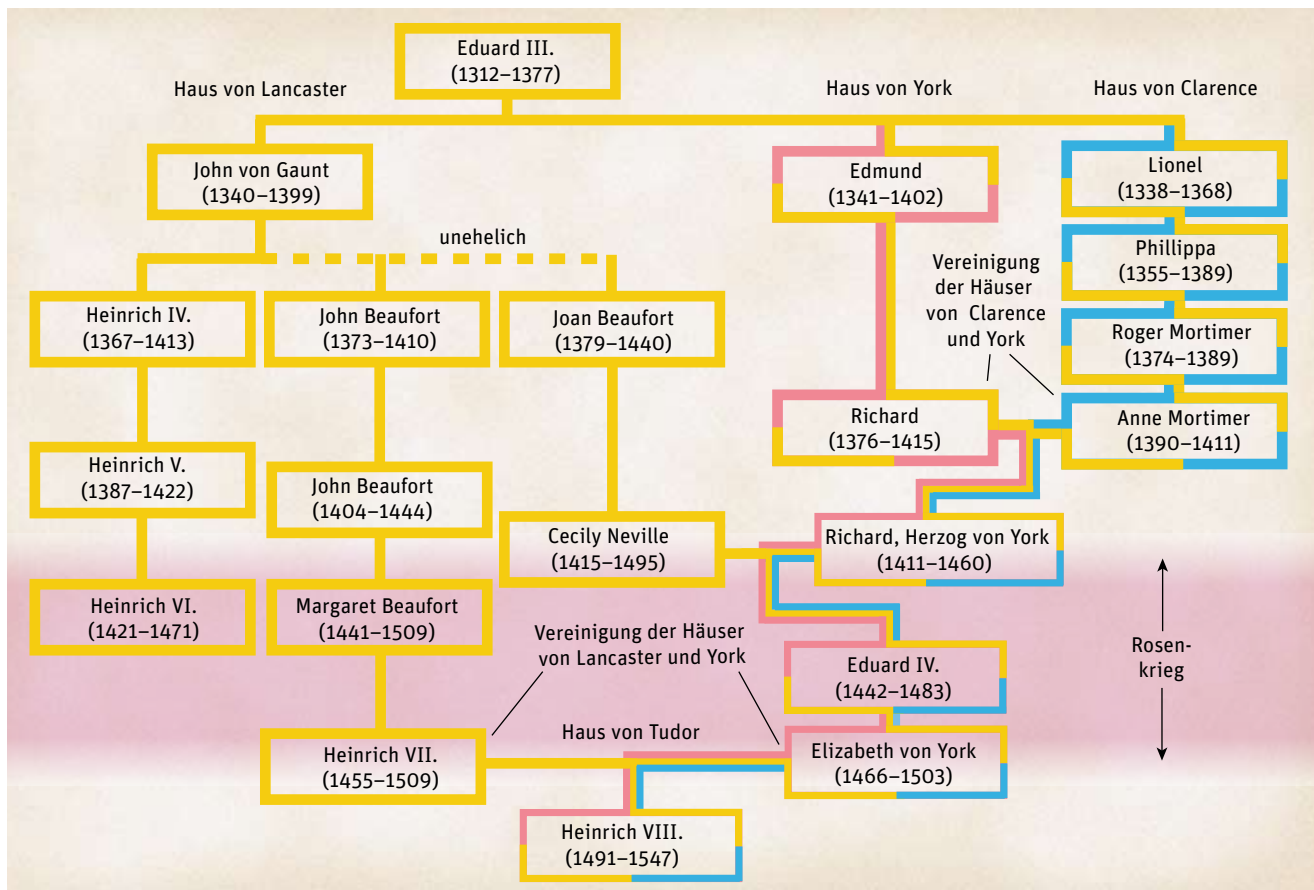 Eduard III.
(1312–1377)
Haus von Lancaster
Haus von York
Haus von Clarence
John von Gaunt
(1340–1399)
Edmund
(1341–1402)
Lionel
(1338–1368)
unehelich
Phillippa
(1355–1389)
Vereinigung
der Häuser
von Clarence
und York
Heinrich IV.
(1367–1413)
John Beaufort
(1373–1410)
Joan Beaufort
(1379–1440)
Roger Mortimer
(1374–1389)
Richard
(1376–1415)
Anne Mortimer
(1390–1411)
Heinrich V.
(1387–1422)
John Beaufort
(1404–1444)
Cecily Neville
(1415–1495)
Richard, Herzog von York
(1411–1460)
Heinrich VI.
(1421–1471)
Margaret Beaufort
(1441–1509)
Vereinigung der Häuser
von Lancaster und York
Eduard IV.
(1442–1483)
Rosen-
krieg
Heinrich VII.
(1455–1509)
Haus von Tudor
Elizabeth von York
(1466–1503)
Heinrich VIII.
(1491–1547)